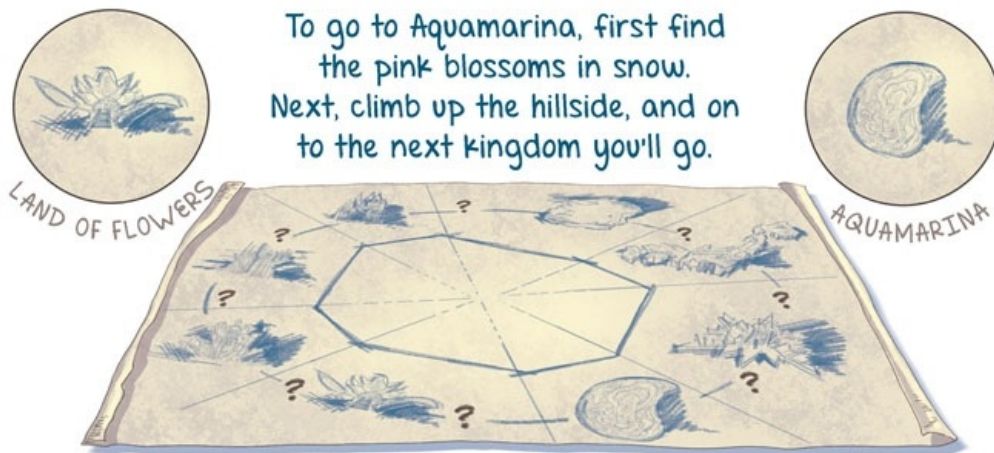 To go to Aquamarina, first find
the pink blossoms in snow.
Next, climb up the hillside, and on
to the next kingdom you'll go.
LAND OF FLOWERS
AQUAMARINA
?
?
?
?
?
?
?
?